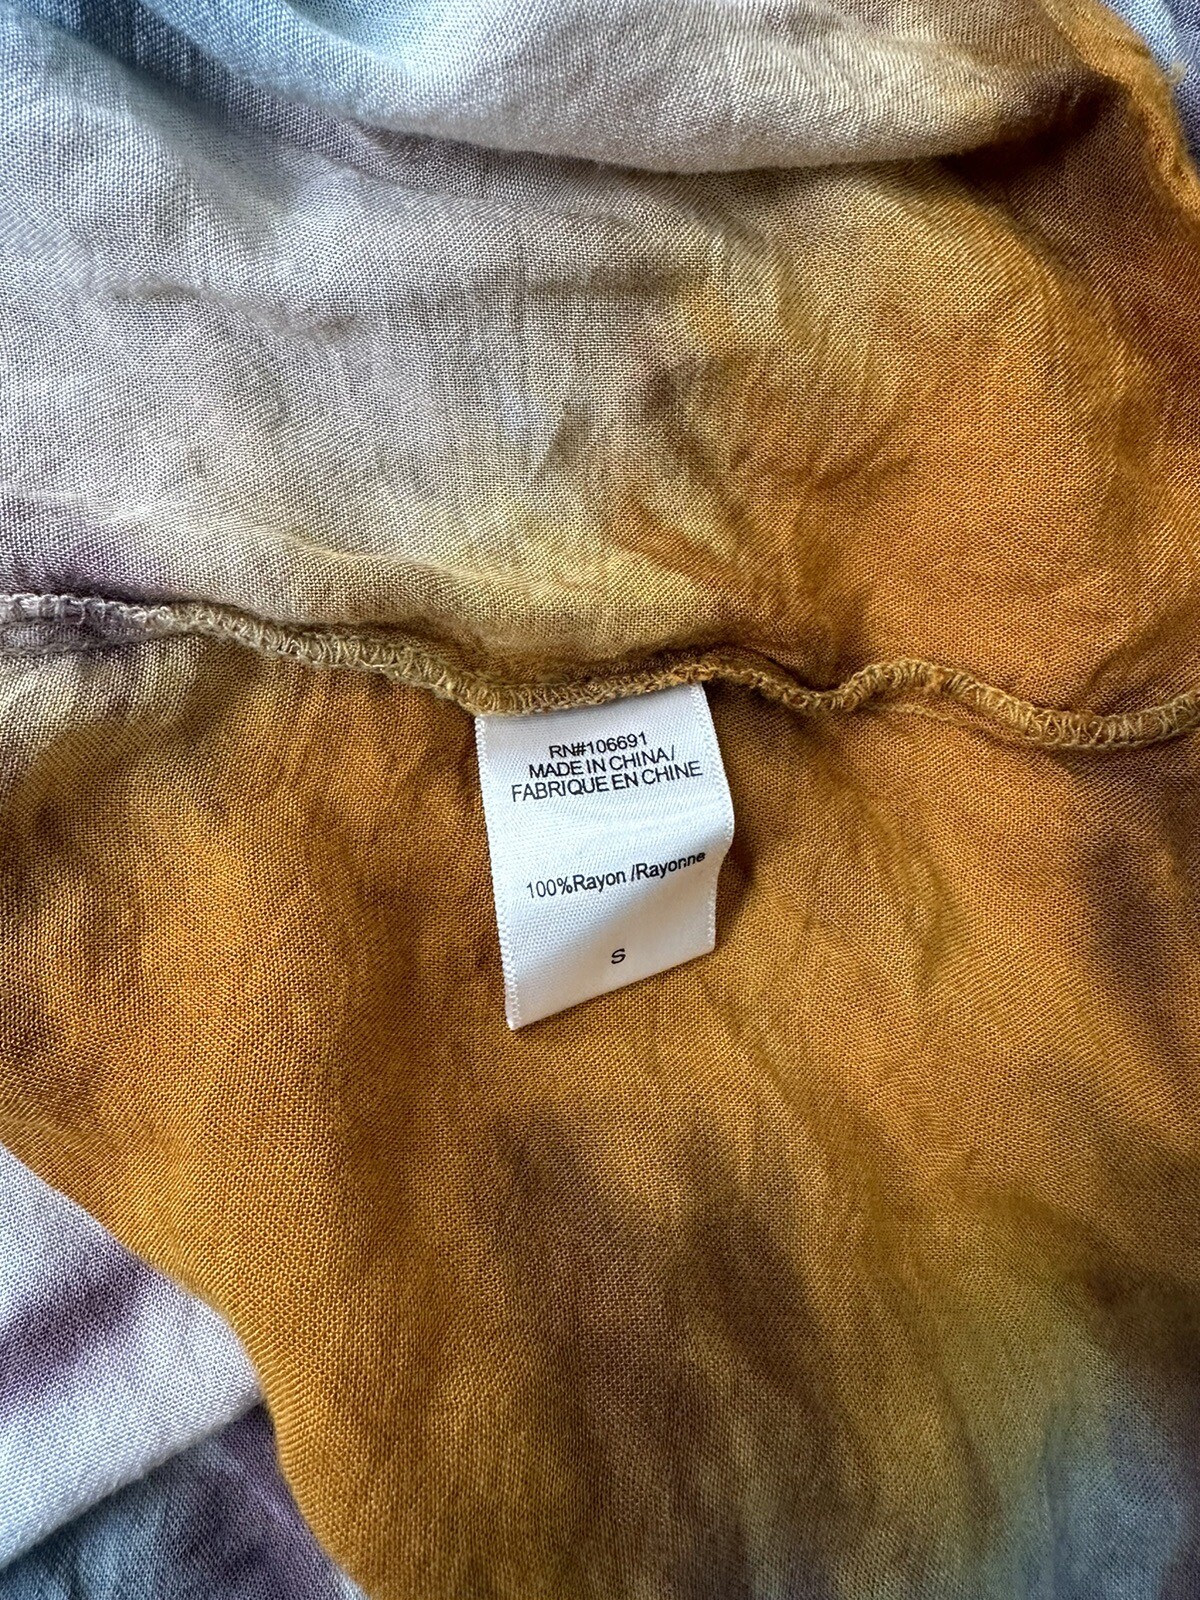 RN#106691
MADE IN CHINA/
FABRIQUE EN CHINE
100%Rayon /Rayonne
S